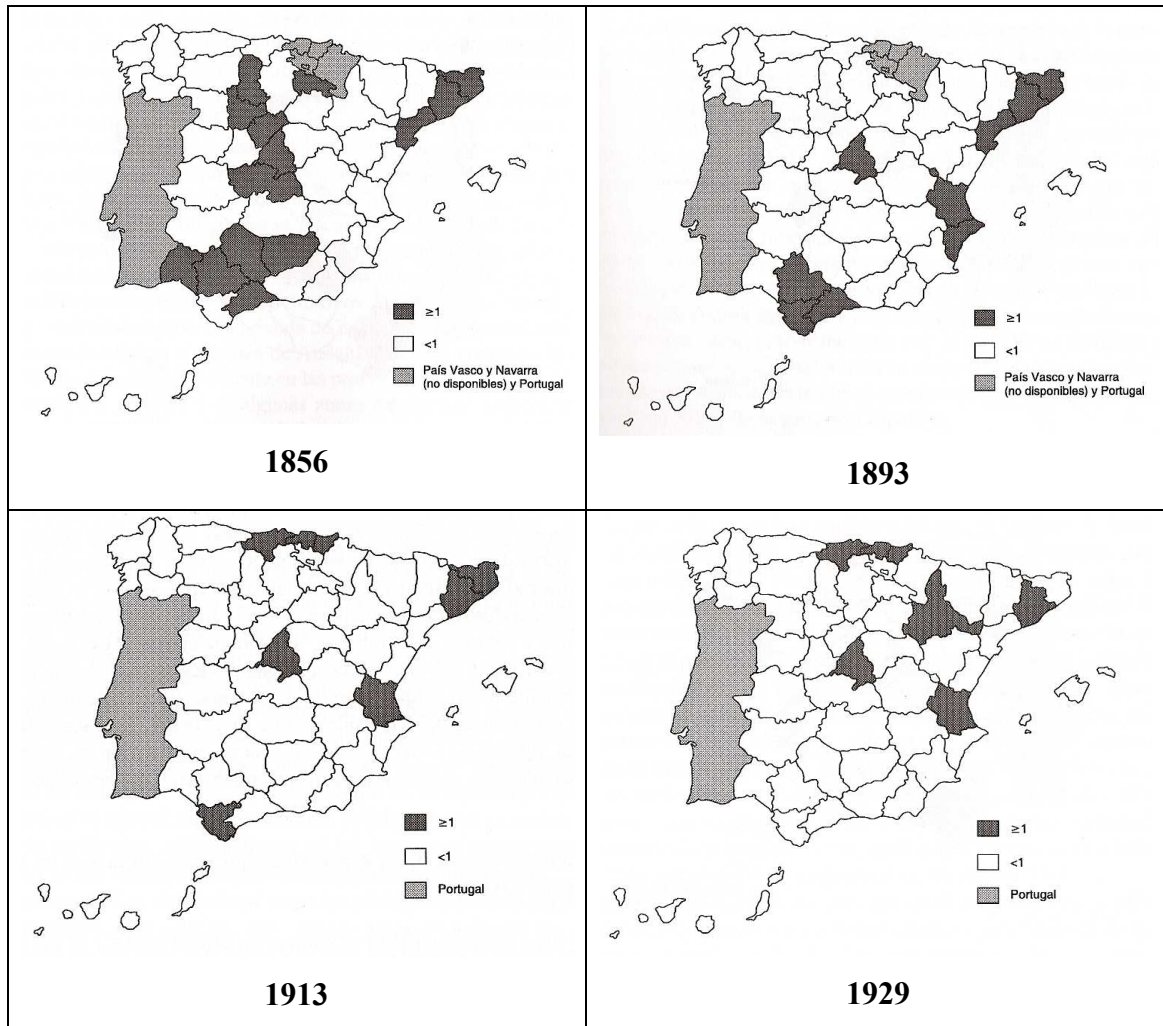 ≥1
<1
País Vasco y Navarra
(no disponibles) y Portugal
1856
≥1
<1
País Vasco y Navarra
(no disponibles) y Portugal
1893
≥1
<1
Portugal
1913
≥1
<1
Portugal
1929